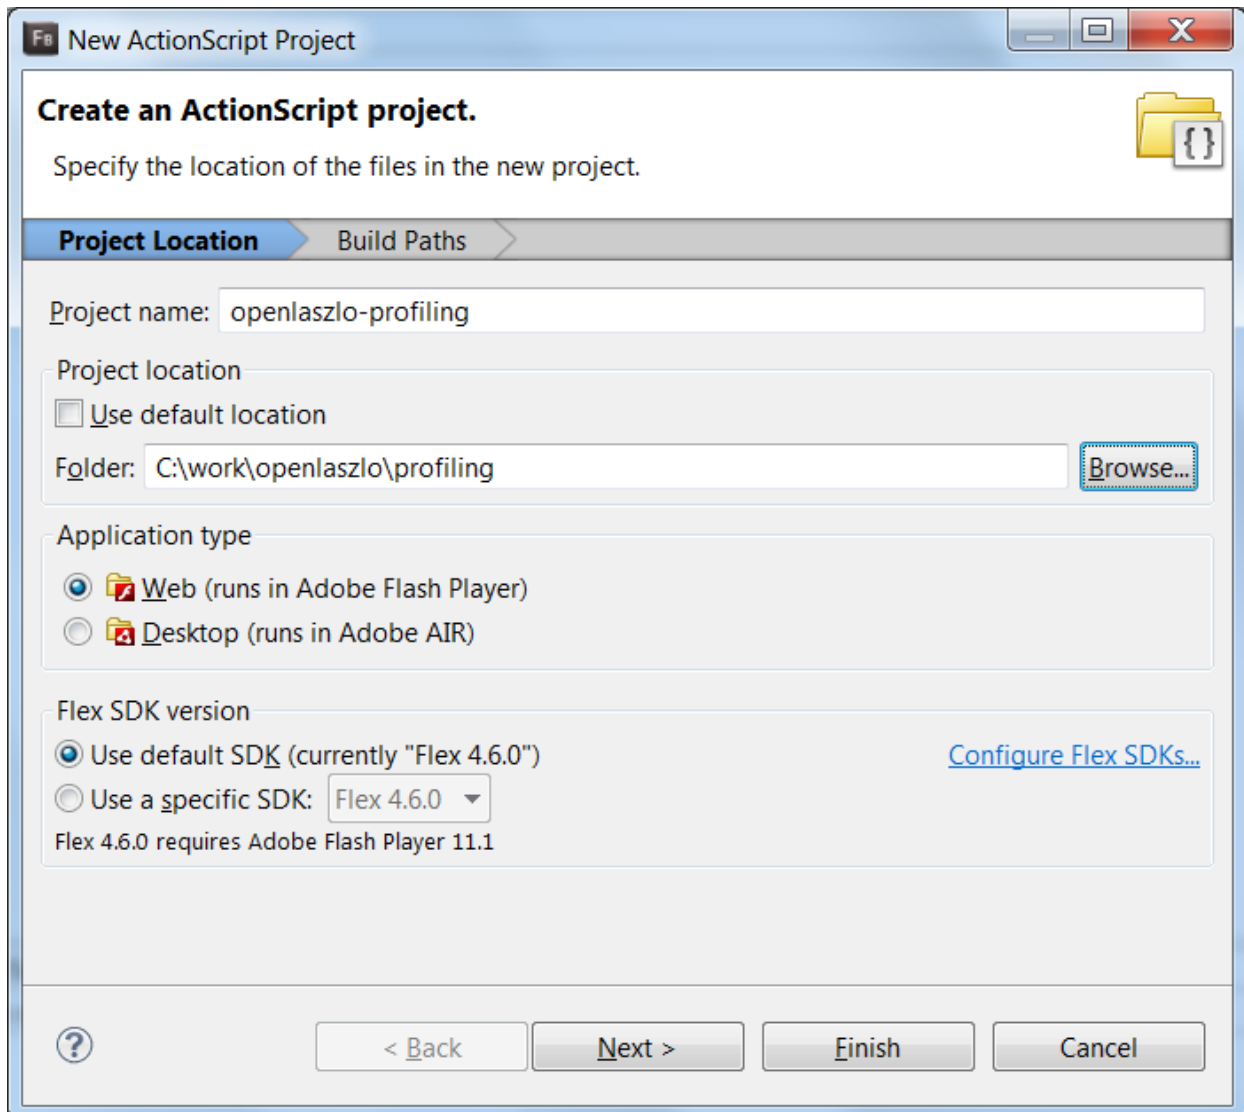 FB New ActionScript Project
Create an ActionScript project.
{}
Specify the location of the files in the new project.
Project Location Build Paths
Project name: openlaszlo-profiling
Project location
Use default location
Folder: C:\work\openlaszlo\profiling Browse...
Application type
Web (runs in Adobe Flash Player)
Desktop (runs in Adobe AIR)
Flex SDK version
Use default SDK (currently "Flex 4.6.0") Configure Flex SDKs...
Use a specific SDK: Flex 4.6.0
Flex 4.6.0 requires Adobe Flash Player 11.1
? < Back Next > Finish Cancel